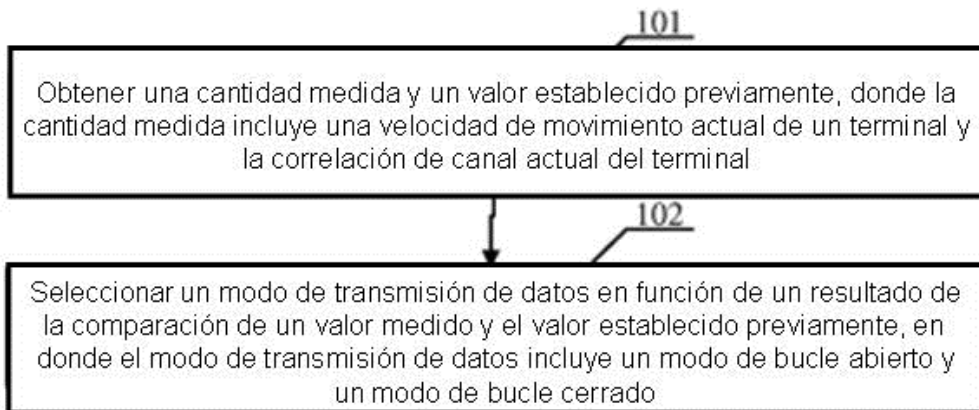 101
Obtener una cantidad medida y un valor establecido previamente, donde la
cantidad medida incluye una velocidad de movimiento actual de un terminal y
la correlación de canal actual del terminal
102
Seleccionar un modo de transmisión de datos en función de un resultado de
la comparación de un valor medido y el valor establecido previamente, en
donde el modo de transmisión de datos incluye un modo de bucle abierto y
un modo de bucle cerrado